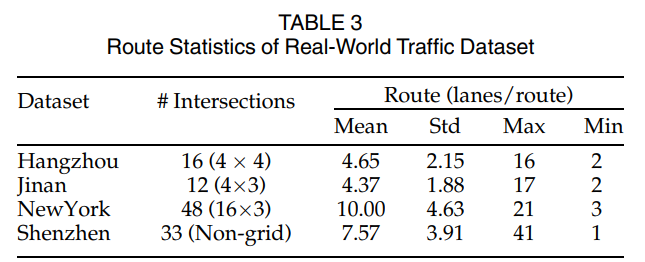 TABLE 3
Route Statistics of Real-World Traffic Dataset
Dataset # Intersections Route (lanes/route)
Mean Std Max Min
Hangzhou 16 (4 × 4) 4.65 2.15 16 2
Jinan 12 (4×3) 4.37 1.88 17 2
NewYork 48 (16×3) 10.00 4.63 21 3
Shenzhen 33 (Non-grid) 7.57 3.91 41 1